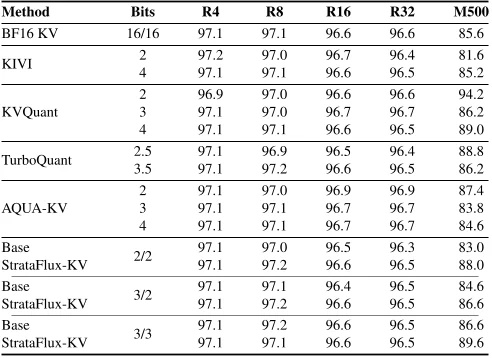 Method Bits R4 R8 R16 R32 M500
BF16 KV 16/16 97.1 97.1 96.6 96.6 85.6
KIVI 2 97.2 97.0 96.7 96.4 81.6
4 97.1 97.1 96.6 96.5 85.2
KVQuant 2 96.9 97.0 96.6 96.6 94.2
3 97.1 97.0 96.7 96.7 86.2
4 97.1 97.1 96.6 96.5 89.0
TurboQuant 2.5 97.1 96.9 96.5 96.4 88.8
3.5 97.1 97.2 96.6 96.5 86.2
AQUA-KV 2 97.1 97.0 96.9 96.9 87.4
3 97.1 97.1 96.7 96.7 83.8
4 97.1 97.1 96.7 96.7 84.6
Base 2/2 97.1 97.0 96.5 96.3 83.0
StrataFlux-KV 97.1 97.2 96.6 96.5 88.0
Base 3/2 97.1 97.1 96.4 96.5 84.6
StrataFlux-KV 97.1 97.2 96.6 96.5 86.6
Base 3/3 97.1 97.2 96.6 96.5 86.6
StrataFlux-KV 97.1 97.1 96.6 96.5 89.6